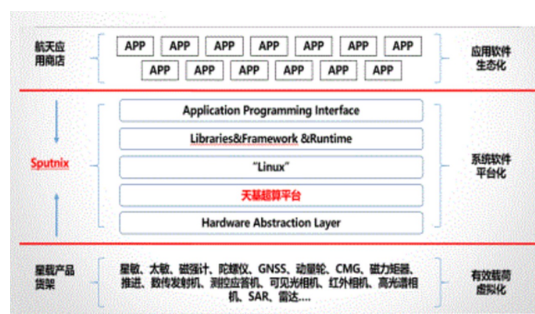 航天应
用商店
APP APP APP APP APP APP APP
APP APP APP APP APP APP
应用软件
生态化
Sputnix
Application Programming Interface
Libraries&Framework &Runtime
“Linux”
天基超算平台
Hardware Abstraction Layer
系统软件
平台化
星载产品
货架
星敏、太敏、磁强计、陀螺仪、GNSS、动量轮、CMG、磁力矩器、
推进、数传发射机、测控应答机、可见光相机、红外相机、高光谱相
机、SAR、雷达....
有效载荷
虚拟化